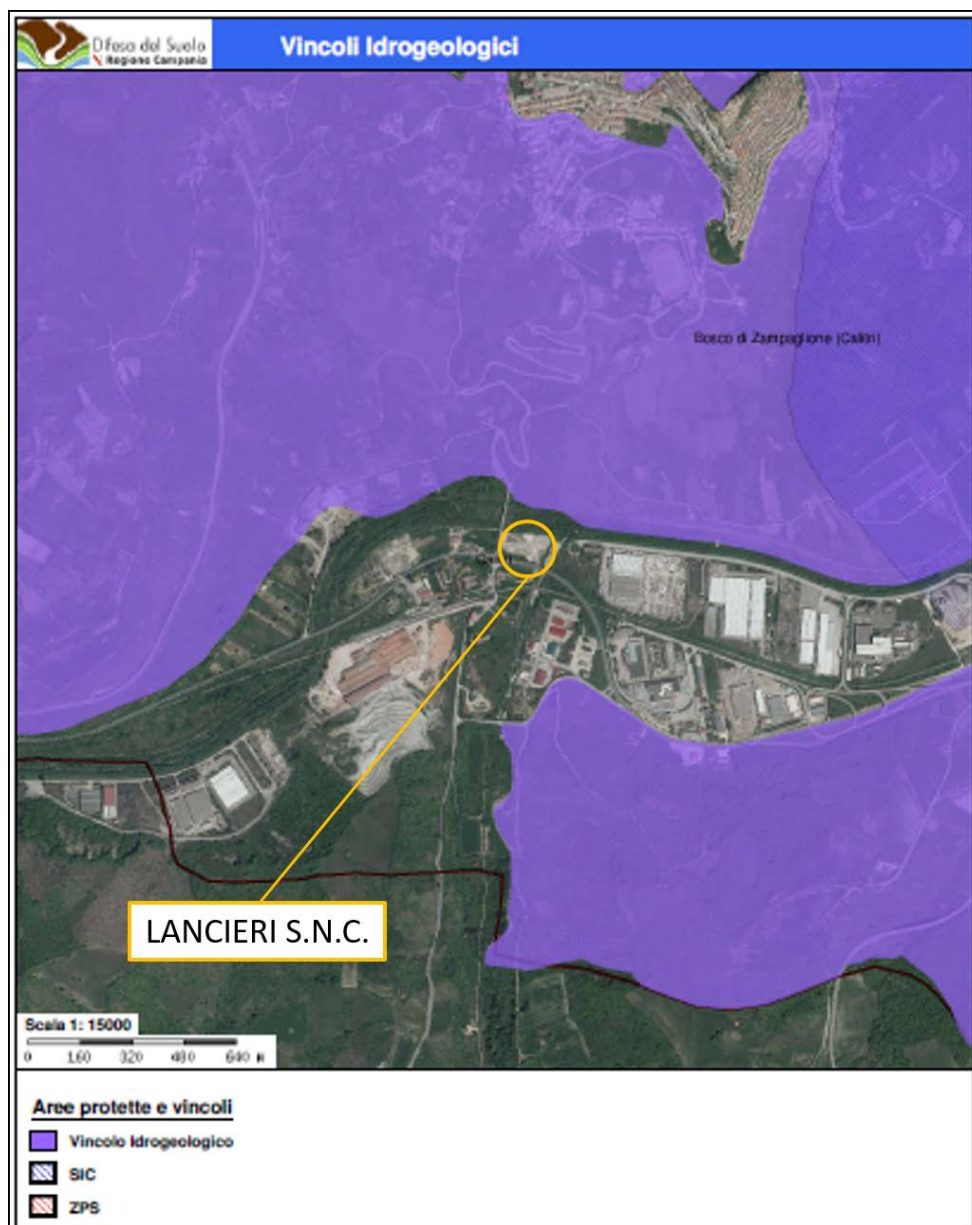 Difesa del Suolo
Regione Campania
Vincoli Idrogeologici
Bosco di Zampaglione (Calitri)
LANCIERI S.N.C.
Scala 1: 15000
0 160 320 480 640 M
Aree protette e vincoli
Vincolo Idrogeologico
SIC
ZPS